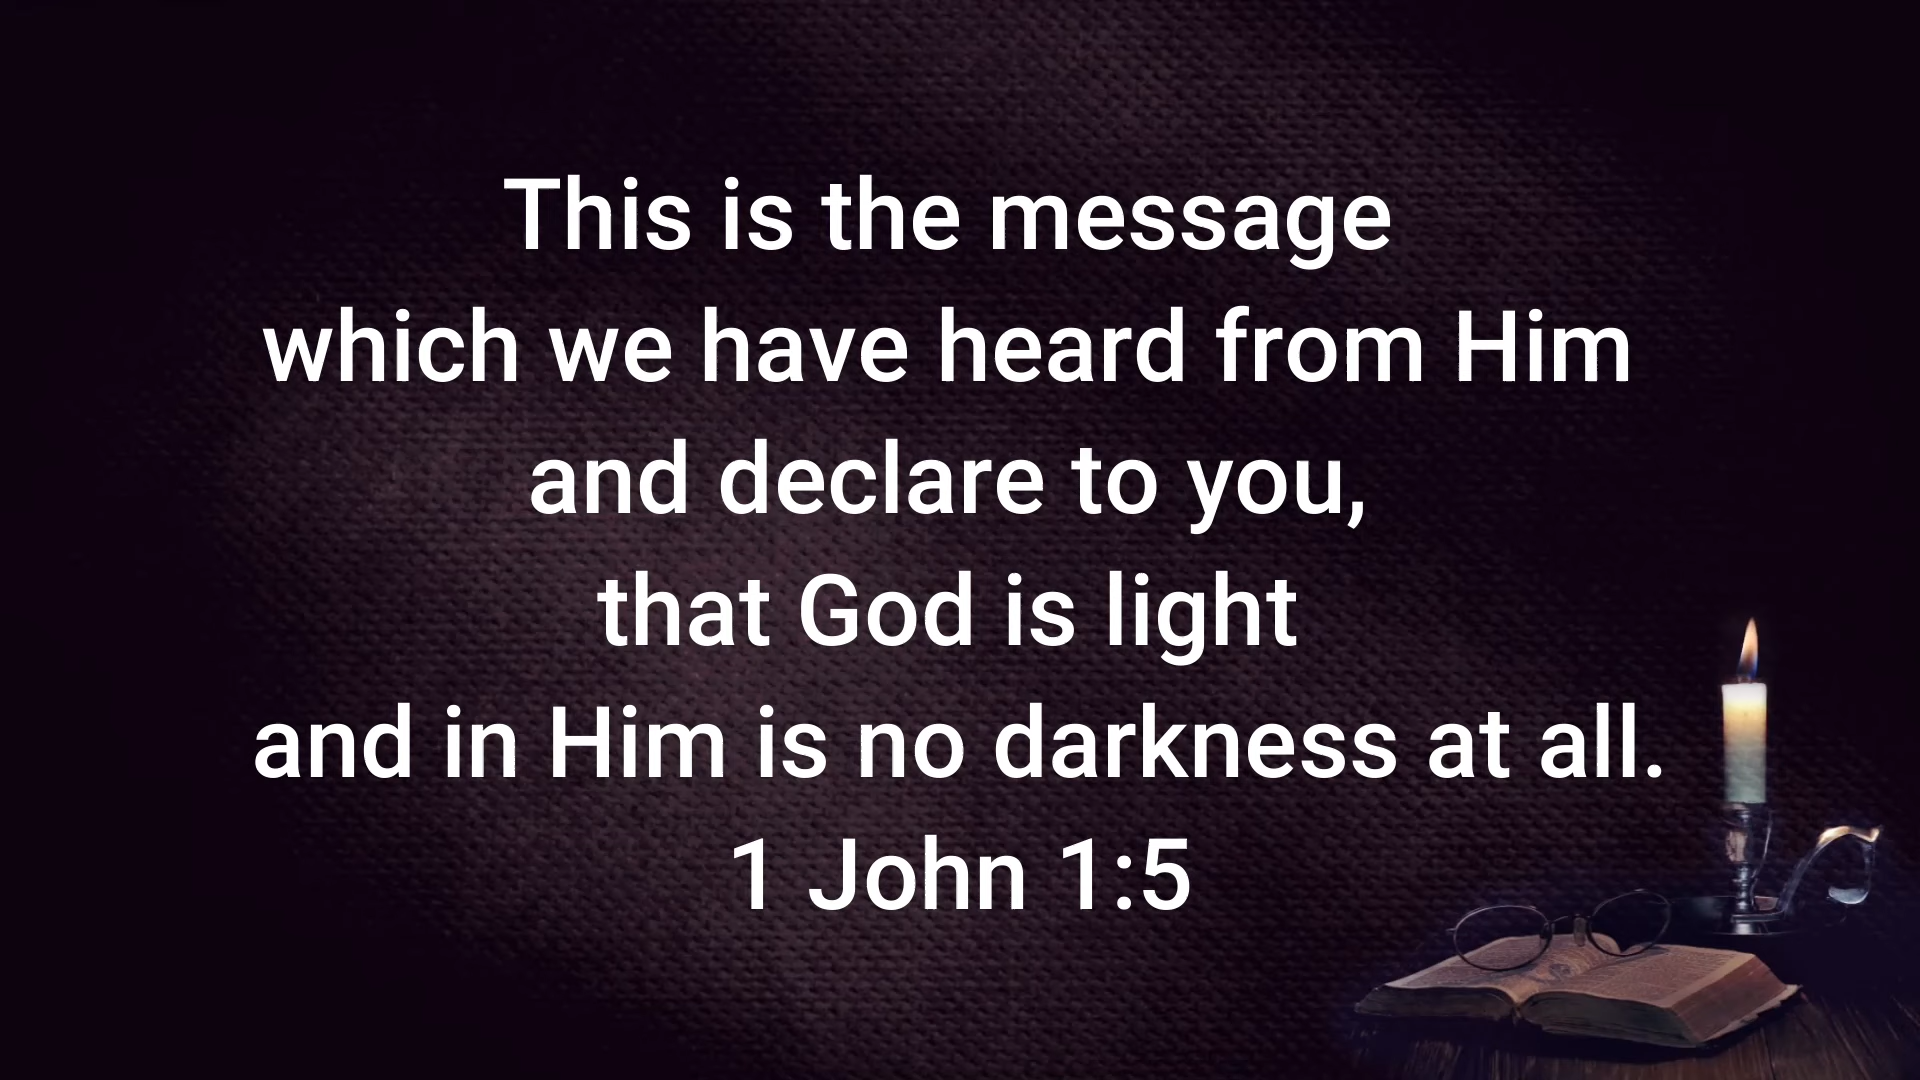 This is the message
which we have heard from Him
and declare to you,
that God is light
and in Him is no darkness at all.
1 John 1:5